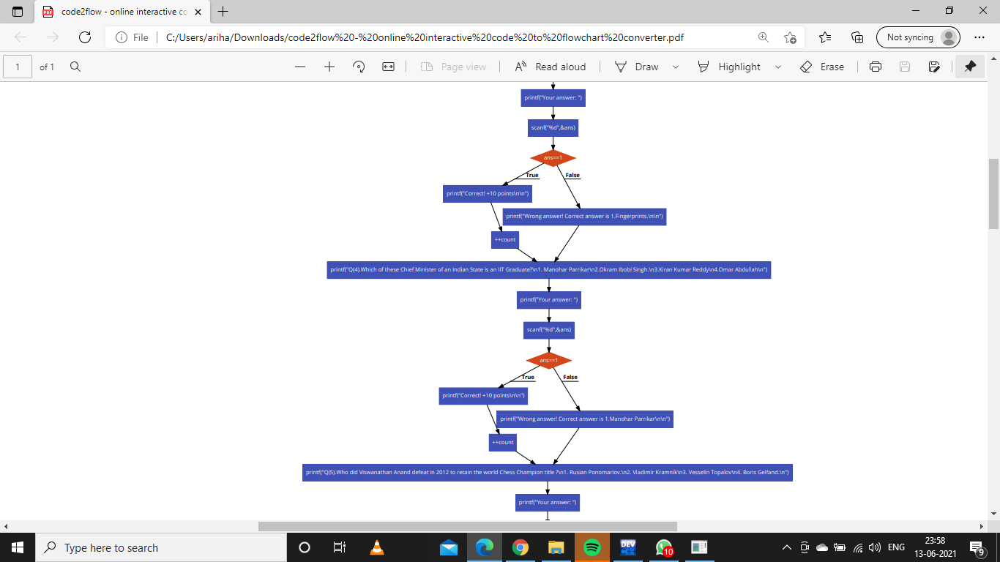 code2flow - online interactive co
File
C:/Users/ariha/Downloads/code2flow%20-%20online%20interactive%20code%20to%20flowchart%20converter.pdf
Not syncing
1 of 1
Page view
Read aloud
Draw
Highlight
Erase
printf("Your answer: ")
scanf("%d",&ans)
ans==1
True
False
printf("Correct! +10 points\n\n")
printf("Wrong answer! Correct answer is 1.Fingerprints.\n\n")
++count
printf("Q(4).Which of these Chief Minister of an Indian State is an IIT Graduate?\n1. Manohar Parrikar\n2.Okram Ibobi Singh.\n3.Kiran Kumar Reddy\n4.Omar Abdullah\n")
printf("Your answer: ")
scanf("%d",&ans)
ans==1
True
False
printf("Correct! +10 points\n\n")
printf("Wrong answer! Correct answer is 1.Manohar Parrikar\n\n")
++count
printf("Q(5).Who did Viswanathan Anand defeat in 2012 to retain the world Chess Champion title ?\n1. Rusian Ponomariov.\n2. Vladimir Kramnik\n3. Vesselin Topalov\n4. Boris Gelfand.\n")
printf("Your answer: ")
Type here to search
DEV
10
ENG
23:58
13-06-2021
9